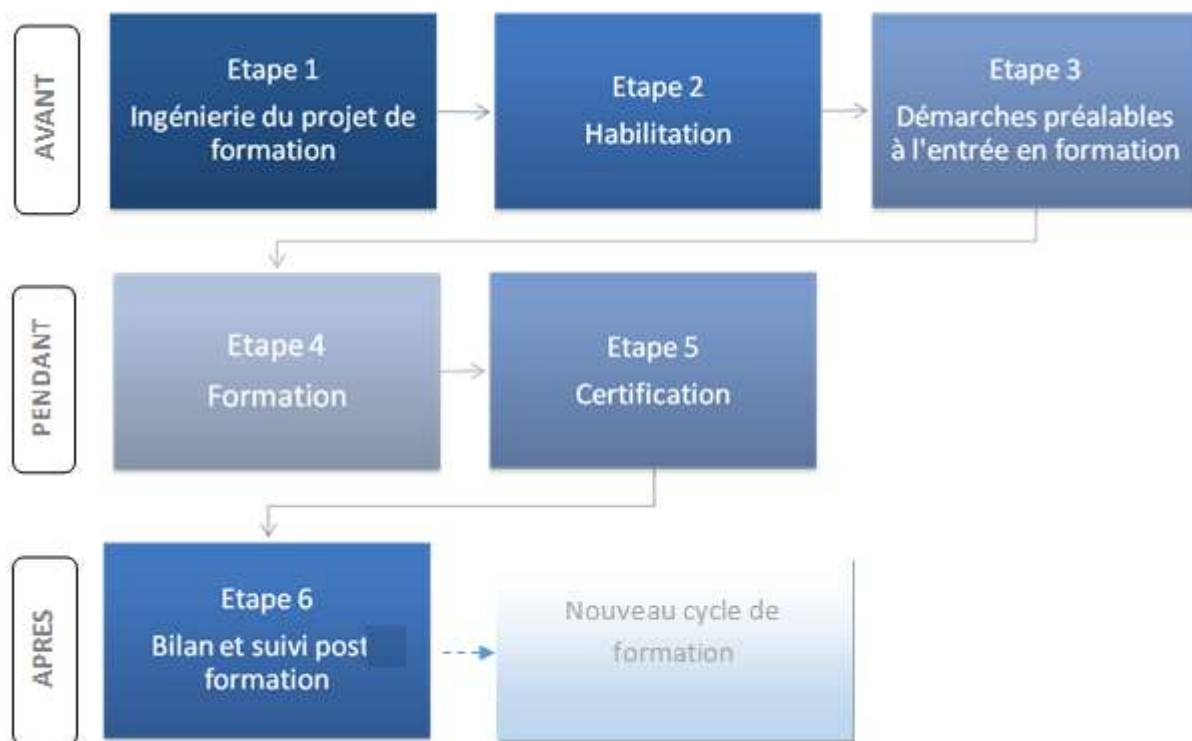 AVANT
Etape 1
Ingénierie du projet de
formation
Etape 2
Habilitation
Etape 3
Démarches préalables
à l'entrée en formation
PENDANT
Etape 4
Formation
Etape 5
Certification
APRES
Etape 6
Bilan et suivi post
formation
Nouveau cycle de
formation